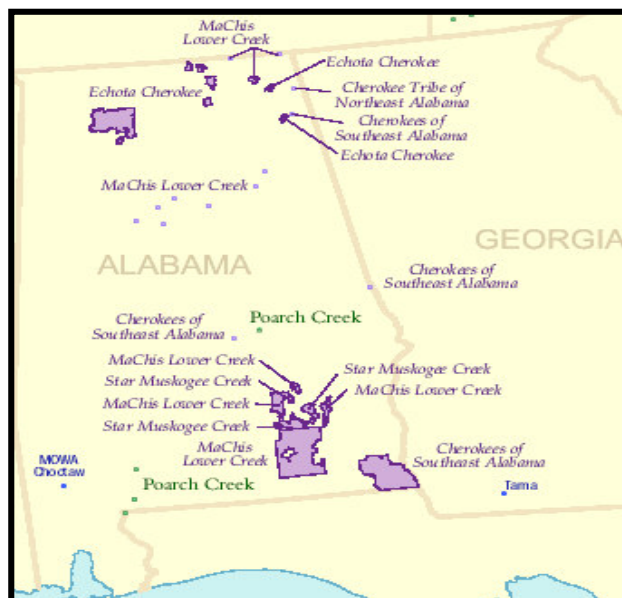 MaChis
Lower Creek
Echota Cherokee
Echota Cherokee
Cherokee Tribe of
Northeast Alabama
Cherokees of
Southeast Alabama
Echota Cherokee
MaChis Lower Creek
ALABAMA
GEORGIA
Cherokees of
Southeast Alabama
Cherokees of
Southeast Alabama
Poarch Creek
MaChis Lower Creek
Star Muskogee Creek
Star Muskogee Creek
MaChis Lower Creek
MaChis Lower Creek
Star Muskogee Creek
MaChis
Lower Creek
Cherokees of
Southeast Alabama
MOWA
Choctaw
Poarch Creek
Tama